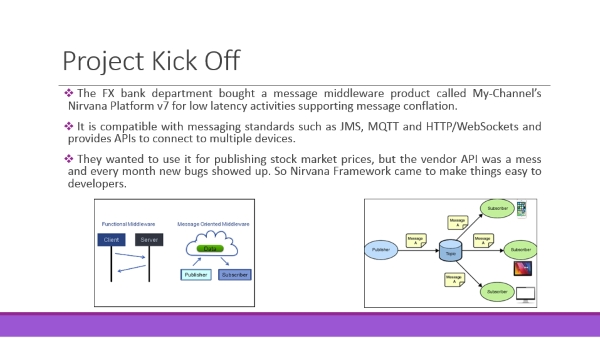 Project Kick Off
The FX bank department bought a message middleware product called My-Channel's
Nirvana Platform v7 for low latency activities supporting message conflation.
It is compatible with messaging standards such as JMS, MQTT and HTTP/WebSockets and
provides APIs to connect to multiple devices.
They wanted to use it for publishing stock market prices, but the vendor API was a mess
and every month new bugs showed up. So Nirvana Framework came to make things easy to
developers.
Functional Middleware
Client
Server
Message Oriented Middleware
Data
Publisher
Subscriber
Publisher
Message
A
Topic
Message
A
Subscriber
Message
A
Subscriber
Message
A
Subscriber